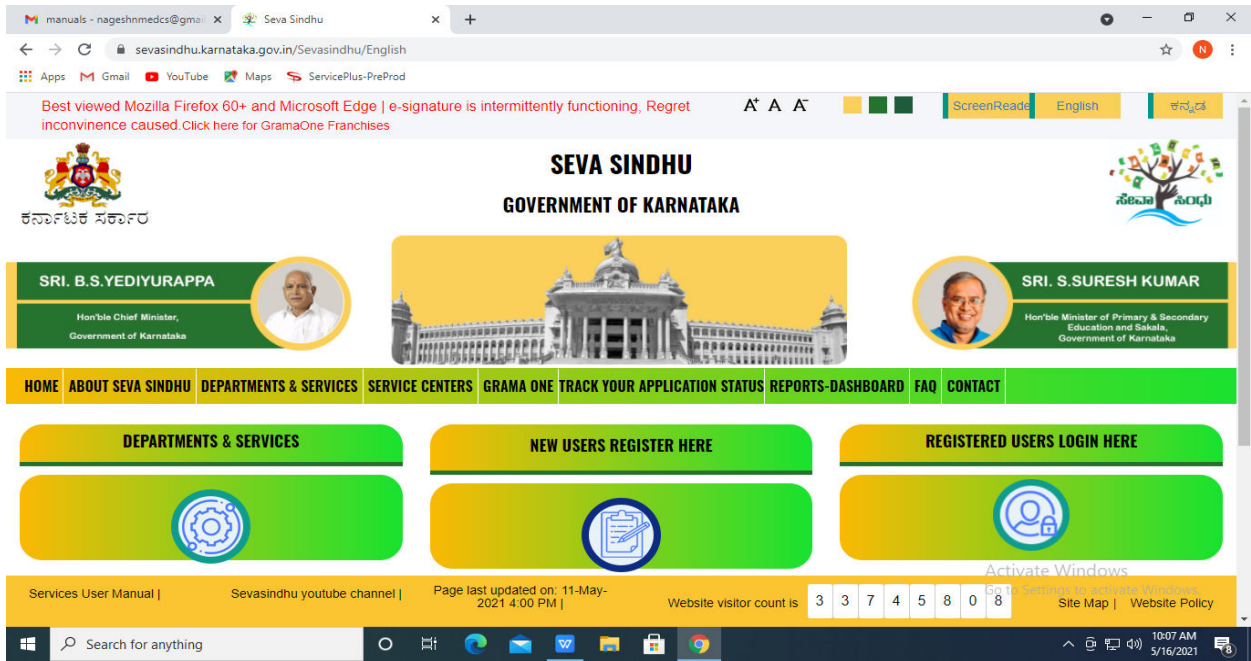 manuals - nageshnmedcs@gmai
Seva Sindhu
sevasindhu.karnataka.gov.in/Sevasindhu/English
N
Apps Gmail YouTube Maps ServicePlus-PreProd
Best viewed Mozilla Firefox 60+ and Microsoft Edge | e-signature is intermittently functioning, Regret
inconvinence caused.Click here for GramaOne Franchises
A+ A A-
ScreenReade English ಕನ್ನಡ
SEVA SINDHU
GOVERNMENT OF KARNATAKA
ಕರ್ನಾಟಕ ಸರ್ಕಾರ
ಸೇವಾ ಸಿಂಧು
SRI. B.S.YEDIYURAPPA
Hon'ble Chief Minister,
Government of Karnataka
SRI. S.SURESH KUMAR
Hon'ble Minister of Primary & Secondary
Education and Sakala,
Government of Karnataka
HOME ABOUT SEVA SINDHU DEPARTMENTS & SERVICES SERVICE CENTERS GRAMA ONE TRACK YOUR APPLICATION STATUS REPORTS-DASHBOARD FAQ CONTACT
DEPARTMENTS & SERVICES
NEW USERS REGISTER HERE
REGISTERED USERS LOGIN HERE
Activate Windows
Go to Settings to activate Windows.
Services User Manual |
Sevasindhu youtube channel |
Page last updated on: 11-May-
2021 4:00 PM |
Website visitor count is 3 3 7 4 5 8 0 8
Site Map | Website Policy
Search for anything
W
10:07 AM
5/16/2021
8